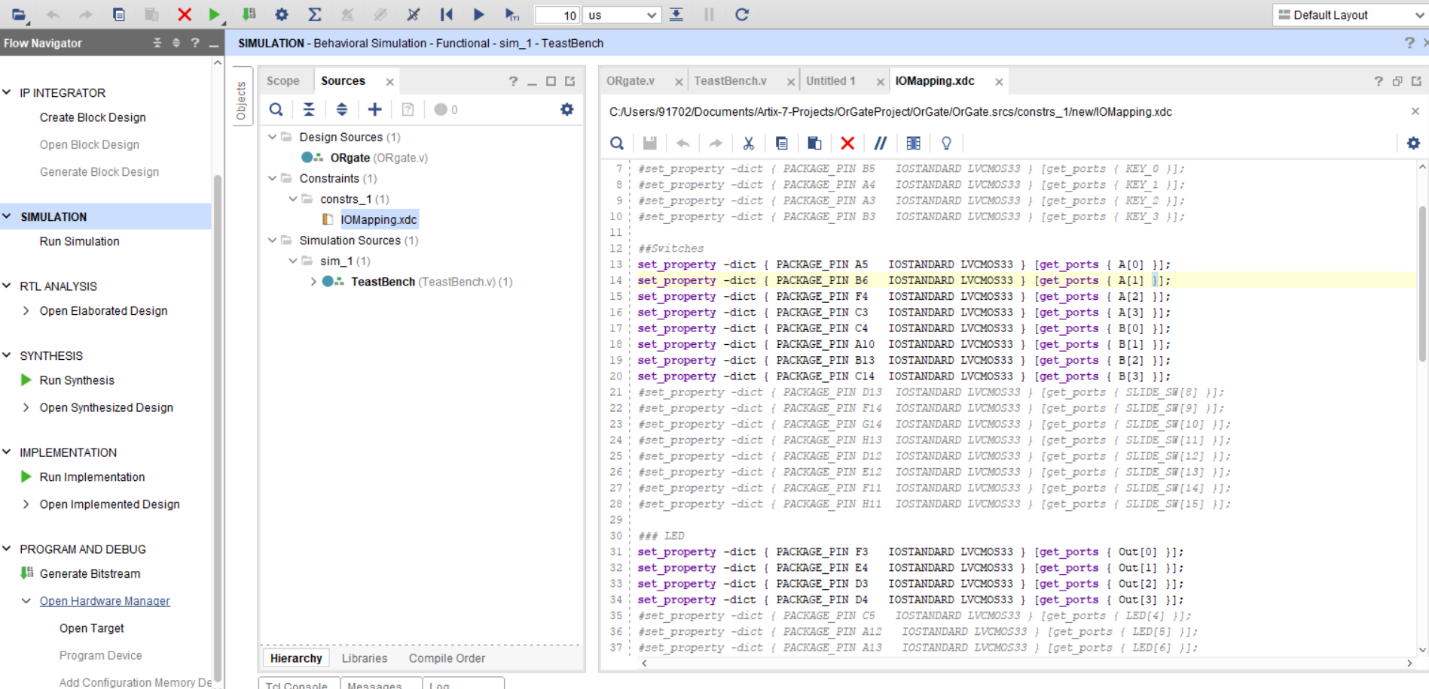 10 us Default Layout
Flow Navigator ?
SIMULATION - Behavioral Simulation - Functional - sim_1 - TeastBench ?
IP INTEGRATOR
Create Block Design
Open Block Design
Generate Block Design
SIMULATION
Run Simulation
RTL ANALYSIS
Open Elaborated Design
SYNTHESIS
Run Synthesis
Open Synthesized Design
IMPLEMENTATION
Run Implementation
Open Implemented Design
PROGRAM AND DEBUG
Generate Bitstream
Open Hardware Manager
Open Target
Program Device
Add Configuration Memory De
Objects
Scope Sources ?
0
Design Sources (1)
ORgate (ORgate.v)
Constraints (1)
constrs_1 (1)
IOMapping.xdc
Simulation Sources (1)
sim_1 (1)
TeastBench (TeastBench.v) (1)
Hierarchy Libraries Compile Order
Tcl Console Messages Log
ORgate.v TeastBench.v Untitled 1 IOMapping.xdc ?
C:/Users/91702/Documents/Artix-7-Projects/OrGateProject/OrGate/OrGate.srcs/constrs_1/new/IOMapping.xdc
7 #set_property -dict { PACKAGE_PIN B5 IOSTANDARD LVCMOS33 } [get_ports { KEY_0 }];
8 #set_property -dict { PACKAGE_PIN A4 IOSTANDARD LVCMOS33 } [get_ports { KEY_1 }];
9 #set_property -dict { PACKAGE_PIN A3 IOSTANDARD LVCMOS33 } [get_ports { KEY_2 }];
10 #set_property -dict { PACKAGE_PIN B3 IOSTANDARD LVCMOS33 } [get_ports { KEY_3 }];
11
12 ##Switches
13 set_property -dict { PACKAGE_PIN A5 IOSTANDARD LVCMOS33 } [get_ports { A[0] }];
14 set_property -dict { PACKAGE_PIN B6 IOSTANDARD LVCMOS33 } [get_ports { A[1] }];
15 set_property -dict { PACKAGE_PIN F4 IOSTANDARD LVCMOS33 } [get_ports { A[2] }];
16 set_property -dict { PACKAGE_PIN C3 IOSTANDARD LVCMOS33 } [get_ports { A[3] }];
17 set_property -dict { PACKAGE_PIN C4 IOSTANDARD LVCMOS33 } [get_ports { B[0] }];
18 set_property -dict { PACKAGE_PIN A10 IOSTANDARD LVCMOS33 } [get_ports { B[1] }];
19 set_property -dict { PACKAGE_PIN B13 IOSTANDARD LVCMOS33 } [get_ports { B[2] }];
20 set_property -dict { PACKAGE_PIN C14 IOSTANDARD LVCMOS33 } [get_ports { B[3] }];
21 #set_property -dict { PACKAGE_PIN D13 IOSTANDARD LVCMOS33 } [get_ports { SLIDE_SW[8] }];
22 #set_property -dict { PACKAGE_PIN F14 IOSTANDARD LVCMOS33 } [get_ports { SLIDE_SW[9] }];
23 #set_property -dict { PACKAGE_PIN G14 IOSTANDARD LVCMOS33 } [get_ports { SLIDE_SW[10] }];
24 #set_property -dict { PACKAGE_PIN H13 IOSTANDARD LVCMOS33 } [get_ports { SLIDE_SW[11] }];
25 #set_property -dict { PACKAGE_PIN D12 IOSTANDARD LVCMOS33 } [get_ports { SLIDE_SW[12] }];
26 #set_property -dict { PACKAGE_PIN E12 IOSTANDARD LVCMOS33 } [get_ports { SLIDE_SW[13] }];
27 #set_property -dict { PACKAGE_PIN F11 IOSTANDARD LVCMOS33 } [get_ports { SLIDE_SW[14] }];
28 #set_property -dict { PACKAGE_PIN H11 IOSTANDARD LVCMOS33 } [get_ports { SLIDE_SW[15] }];
29
30 ### LED
31 set_property -dict { PACKAGE_PIN F3 IOSTANDARD LVCMOS33 } [get_ports { Out[0] }];
32 set_property -dict { PACKAGE_PIN E4 IOSTANDARD LVCMOS33 } [get_ports { Out[1] }];
33 set_property -dict { PACKAGE_PIN D3 IOSTANDARD LVCMOS33 } [get_ports { Out[2] }];
34 set_property -dict { PACKAGE_PIN D4 IOSTANDARD LVCMOS33 } [get_ports { Out[3] }];
35 #set_property -dict { PACKAGE_PIN C5 IOSTANDARD LVCMOS33 } [get_ports { LED[4] }];
36 #set_property -dict { PACKAGE_PIN A12 IOSTANDARD LVCMOS33 } [get_ports { LED[5] }];
37 #set_property -dict { PACKAGE_PIN A13 IOSTANDARD LVCMOS33 } [get_ports { LED[6] }];